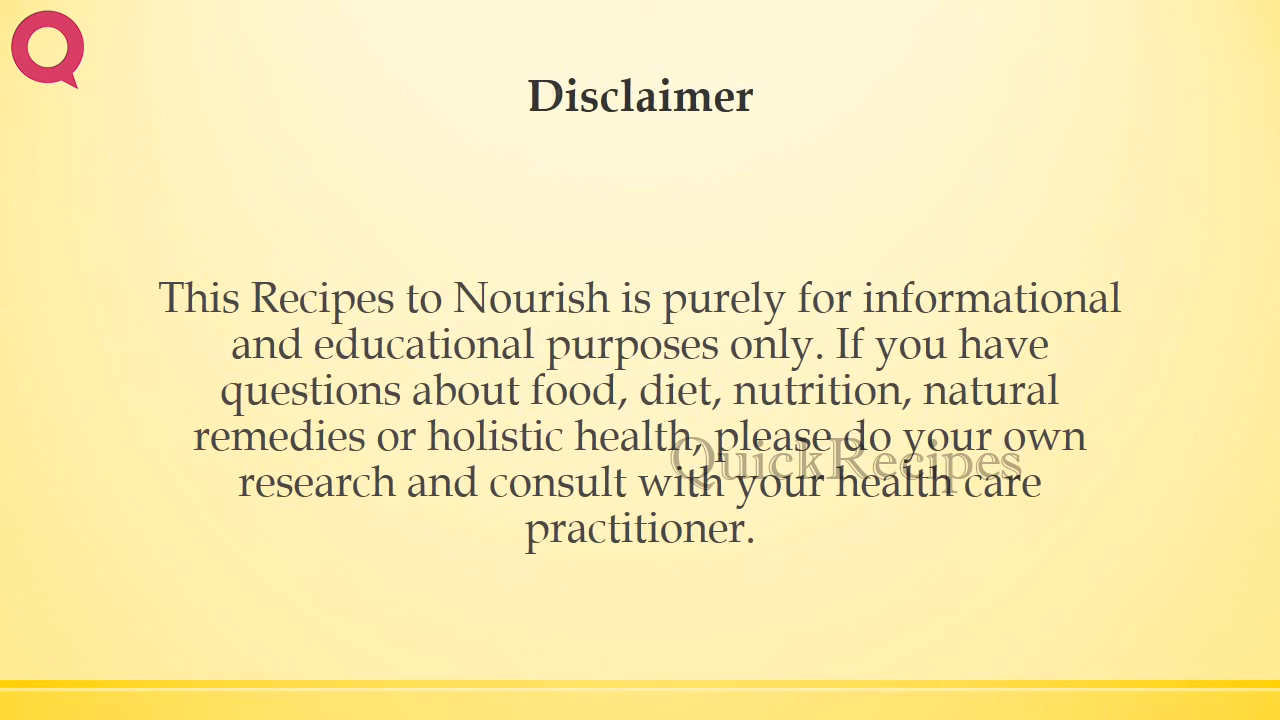 Disclaimer
This Recipes to Nourish is purely for informational
and educational purposes only. If you have
questions about food, diet, nutrition, natural
remedies or holistic health, please do your own
QuickRecipes
research and consult with your health care
practitioner.